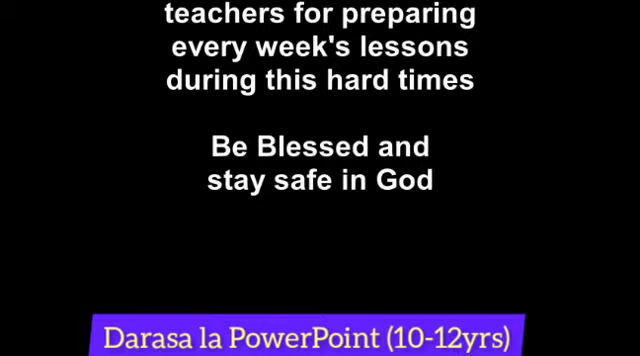 teachers for preparing
every week's lessons
during this hard times
Be Blessed and
stay safe in God
Darasa la PowerPoint (10-12yrs)